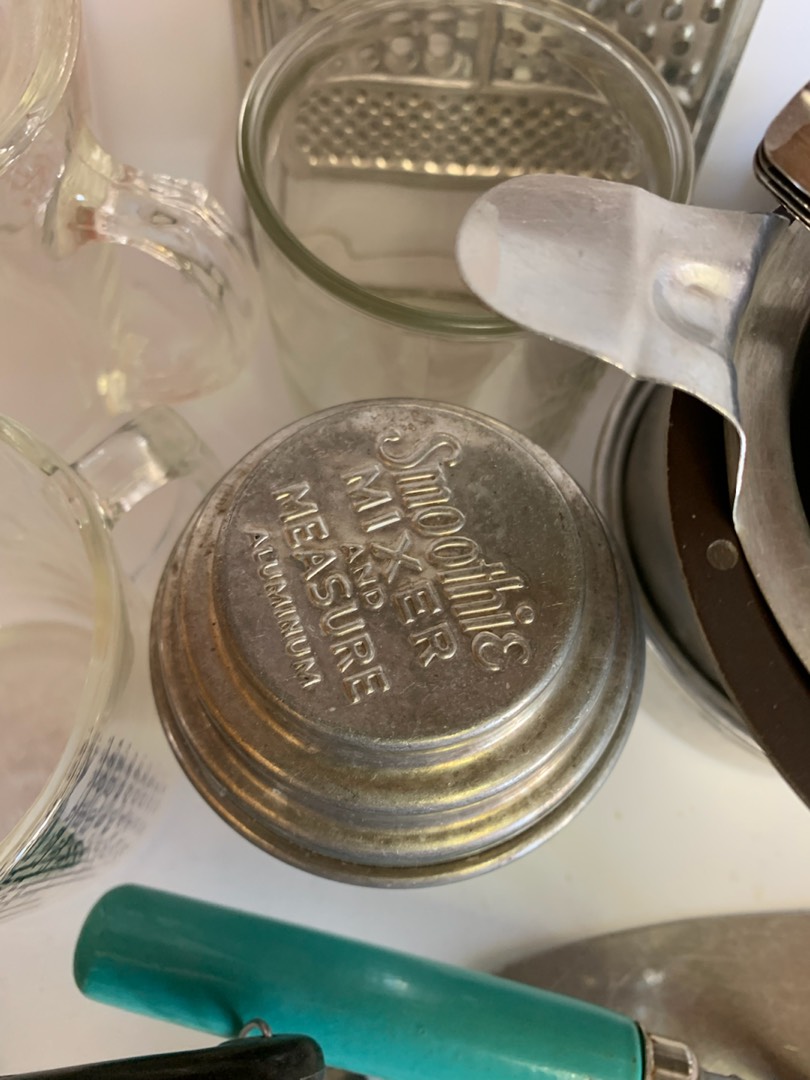 Smoothie
MIXER
AND
MEASURE
ALUMINUM